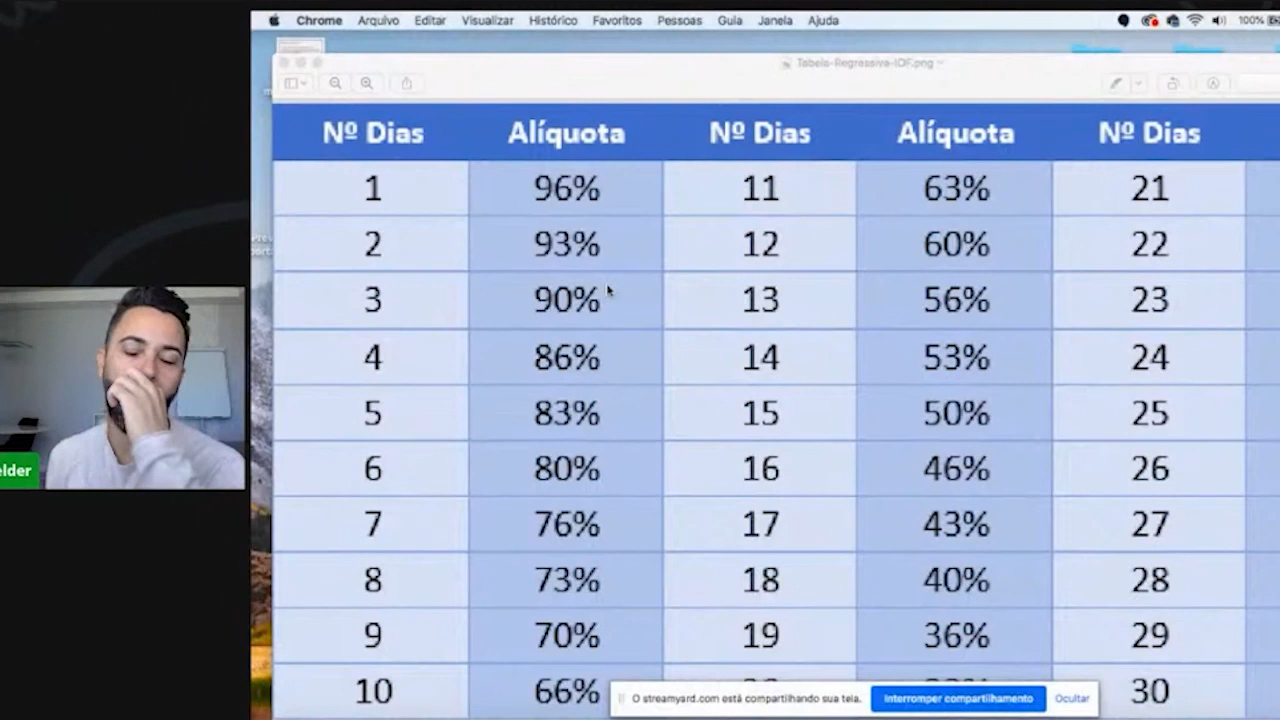 Chrome Arquivo Editar Visualizar Histórico Favoritos Pessoas Guia Janela Ajuda 100%
Tabela-Regressiva-IOF.png
Nº Dias Alíquota Nº Dias Alíquota Nº Dias
1 96% 11 63% 21
2 93% 12 60% 22
3 90% 13 56% 23
4 86% 14 53% 24
5 83% 15 50% 25
6 80% 16 46% 26
7 76% 17 43% 27
8 73% 18 40% 28
9 70% 19 36% 29
10 66% 30
elder
O streamyard.com está compartilhando sua tela. Interromper compartilhamento Ocultar